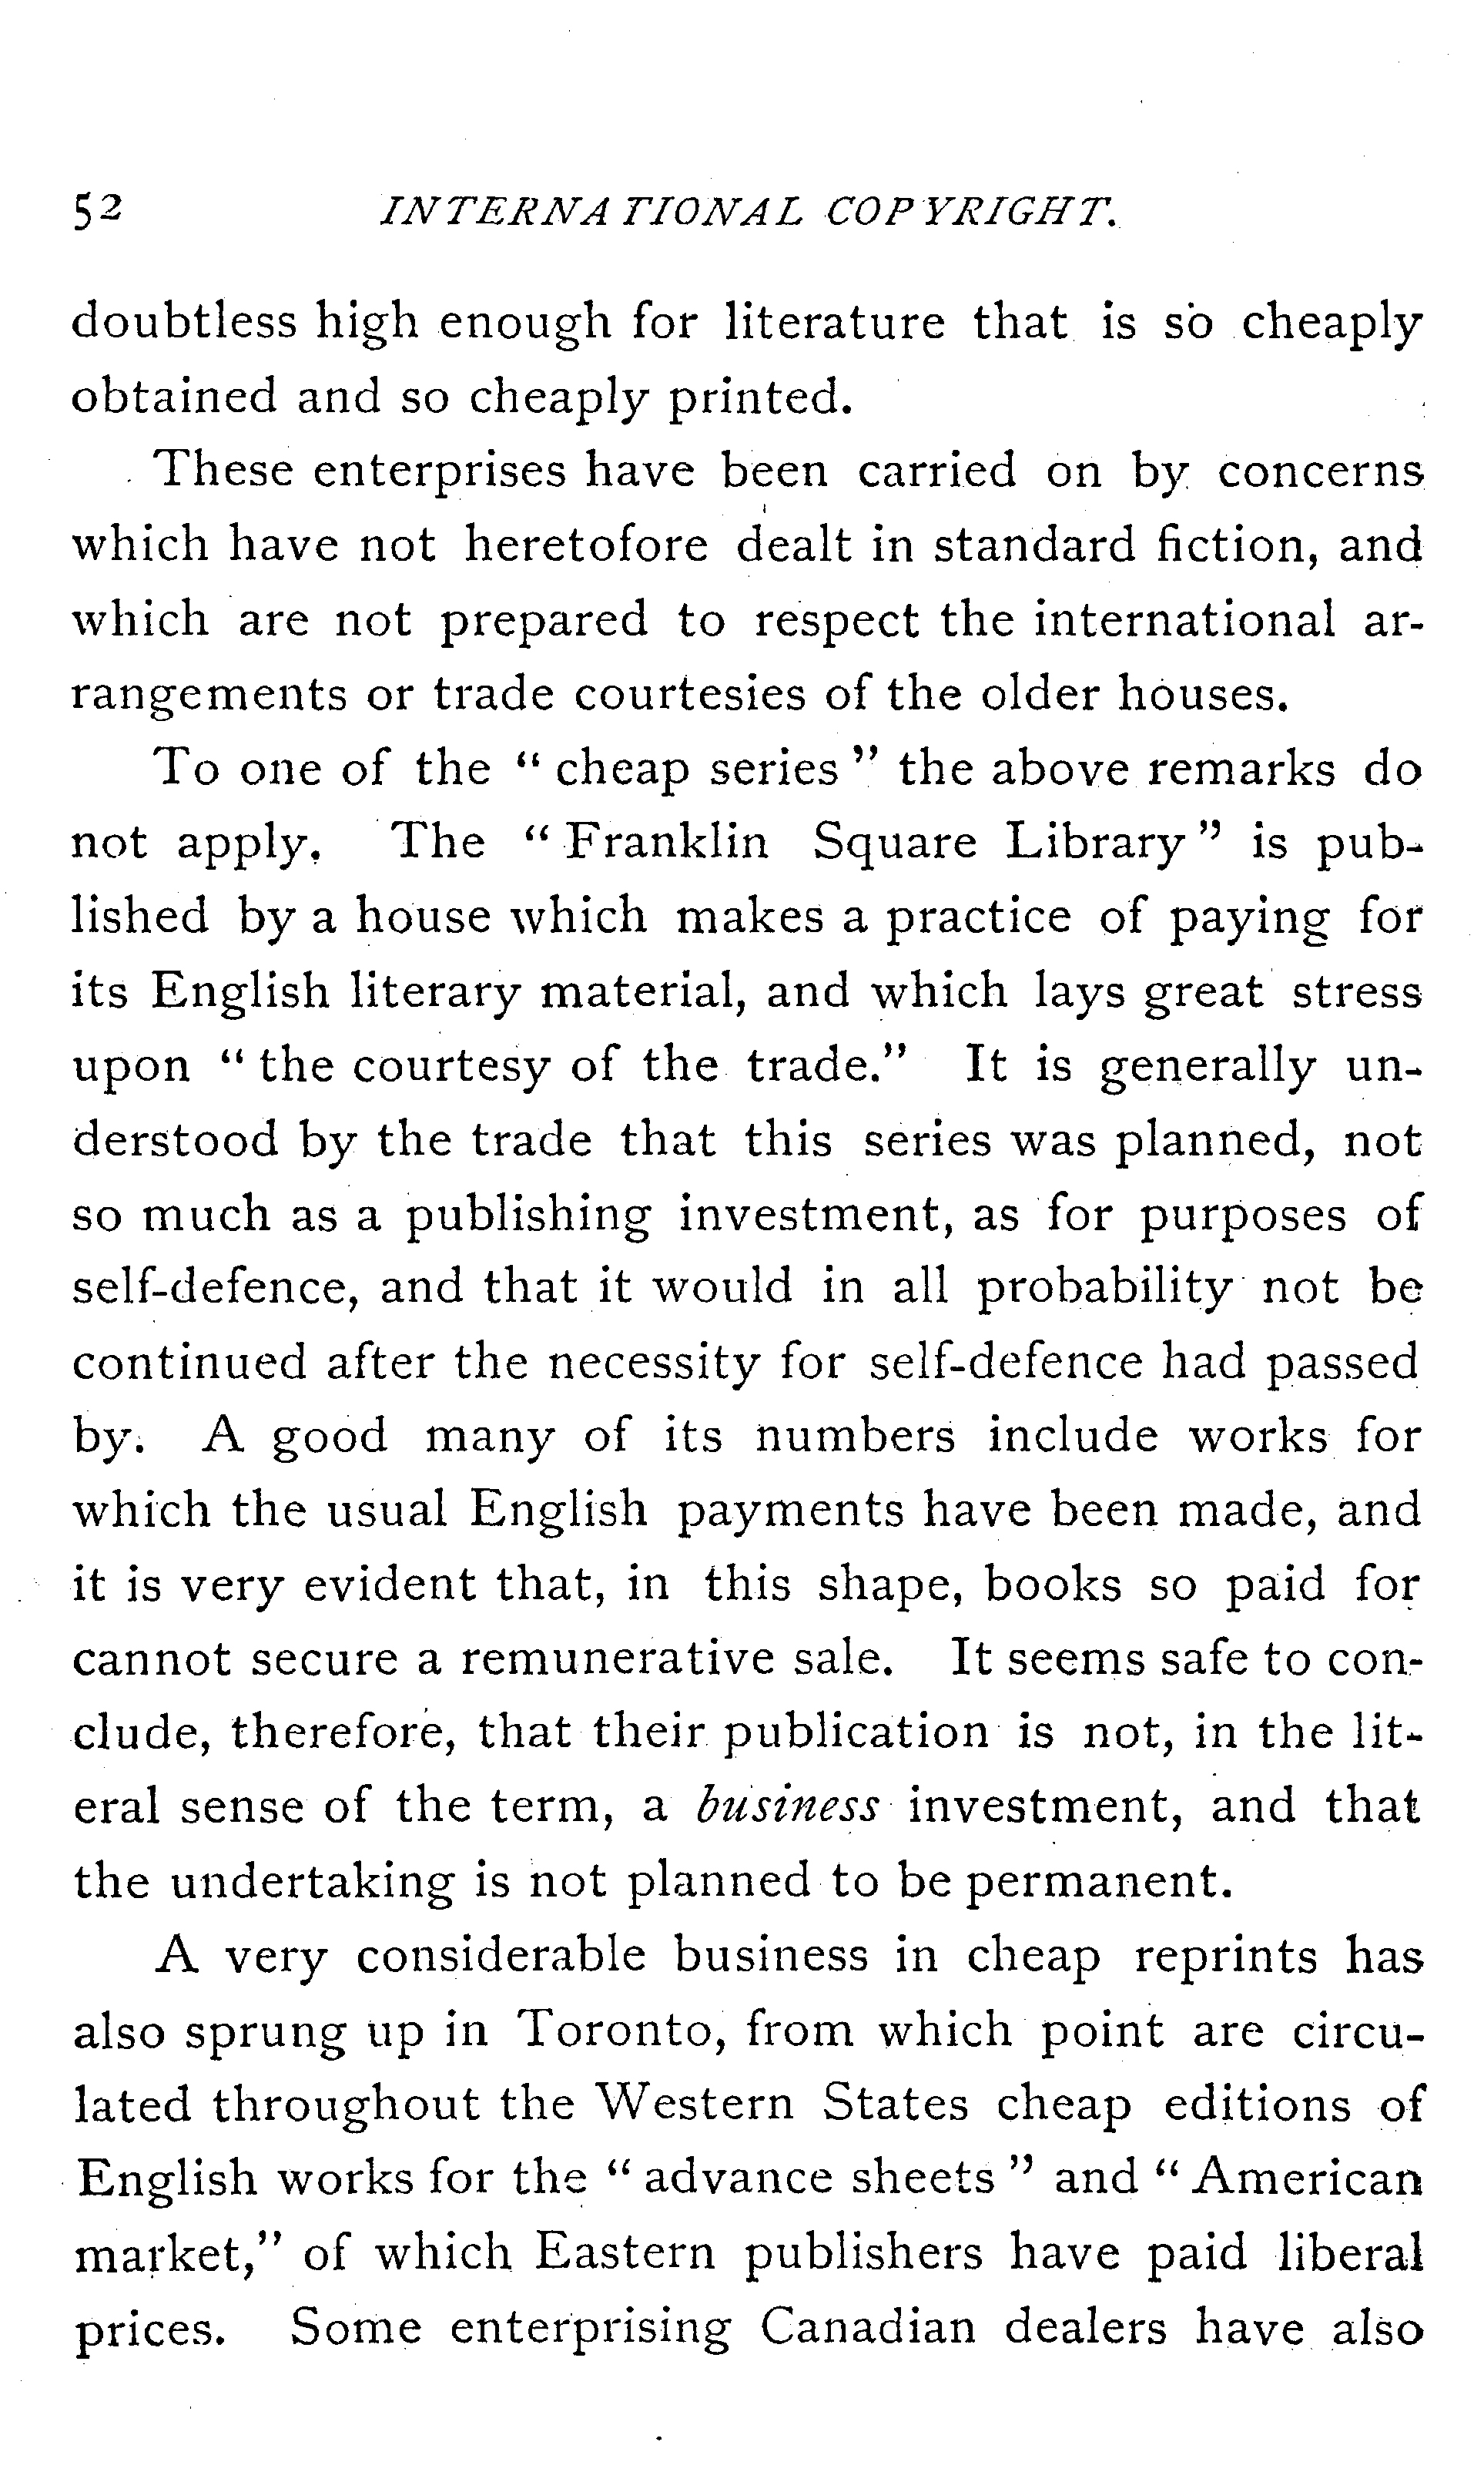 52 INTERNATIONAL COPYRIGHT.
doubtless high enough for literature that is so cheaply
obtained and so cheaply printed.
These enterprises have been carried on by concerns
which have not heretofore dealt in standard fiction, and
which are not prepared to respect the international ar-
rangements or trade courtesies of the older houses.
To one of the " cheap series " the above remarks do
not apply. The " Franklin Square Library " is pub-
lished by a house which makes a practice of paying for
its English literary material, and which lays great stress
upon " the courtesy of the trade." It is generally un-
derstood by the trade that this series was planned, not
so much as a publishing investment, as for purposes of
self-defence, and that it would in all probability not be
continued after the necessity for self-defence had passed
by. A good many of its numbers include works for
which the usual English payments have been made, and
it is very evident that, in this shape, books so paid for
cannot secure a remunerative sale. It seems safe to con-
clude, therefore, that their publication is not, in the lit-
eral sense of the term, a business investment, and that
the undertaking is not planned to be permanent.
A very considerable business in cheap reprints has
also sprung up in Toronto, from which point are circu-
lated throughout the Western States cheap editions of
English works for the " advance sheets " and " American
market," of which Eastern publishers have paid liberal
prices. Some enterprising Canadian dealers have also